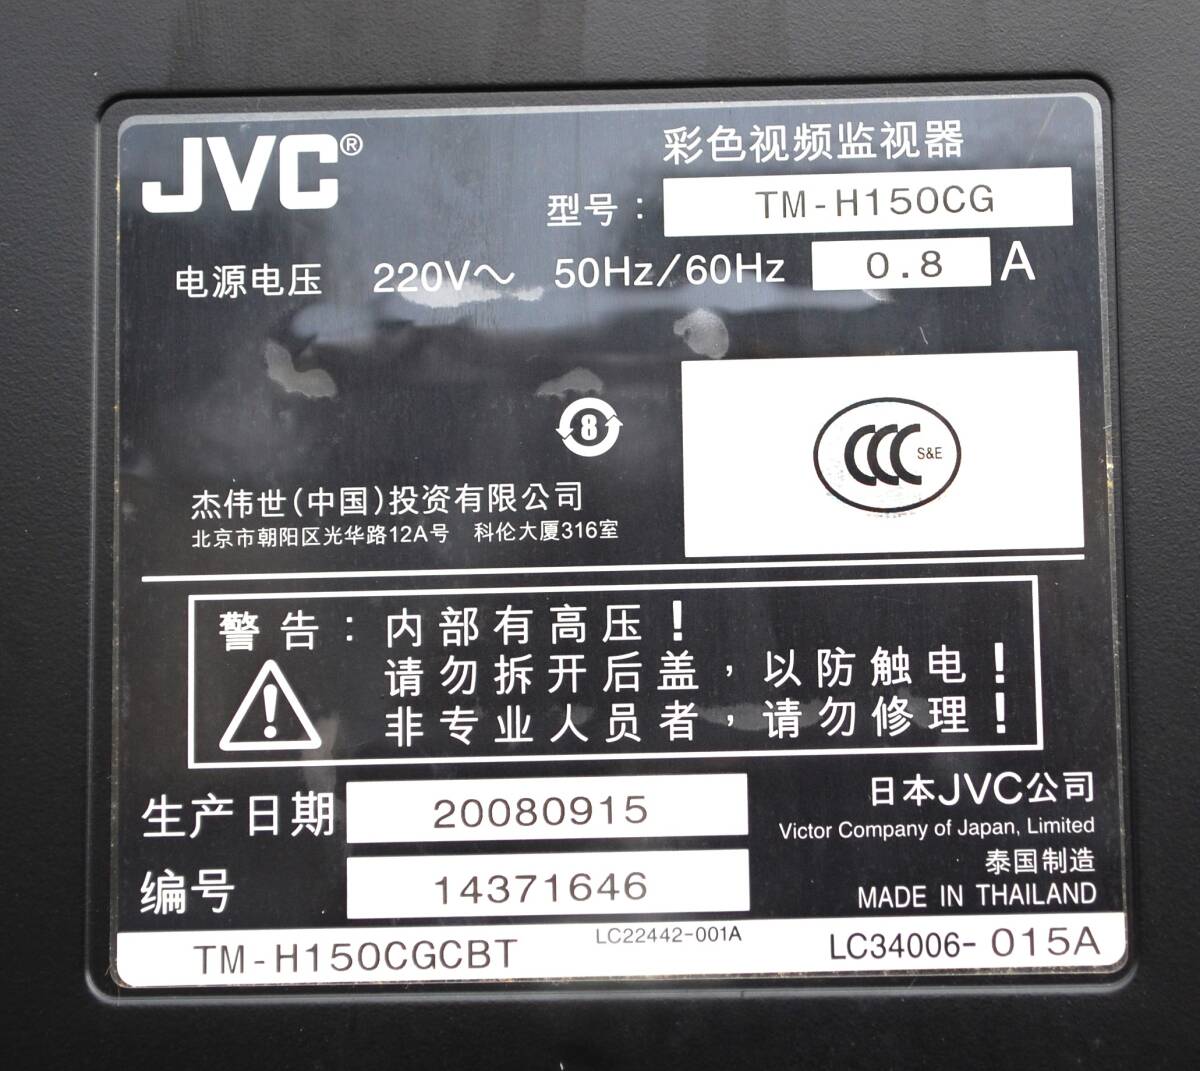 JVC®
彩色视频监视器
型号： TM-H150CG
电源电压 220V～ 50Hz/60Hz 0.8 A
8
CCC S&E
杰伟世(中国)投资有限公司
北京市朝阳区光华路12A号 科伦大厦316室
警告：内部有高压！
请勿拆开后盖，以防触电！
非专业人员者，请勿修理！
生产日期 20080915
编号 14371646
日本JVC公司
Victor Company of Japan, Limited
泰国制造
MADE IN THAILAND
TM-H150CGCBT
LC22442-001A
LC34006-015A